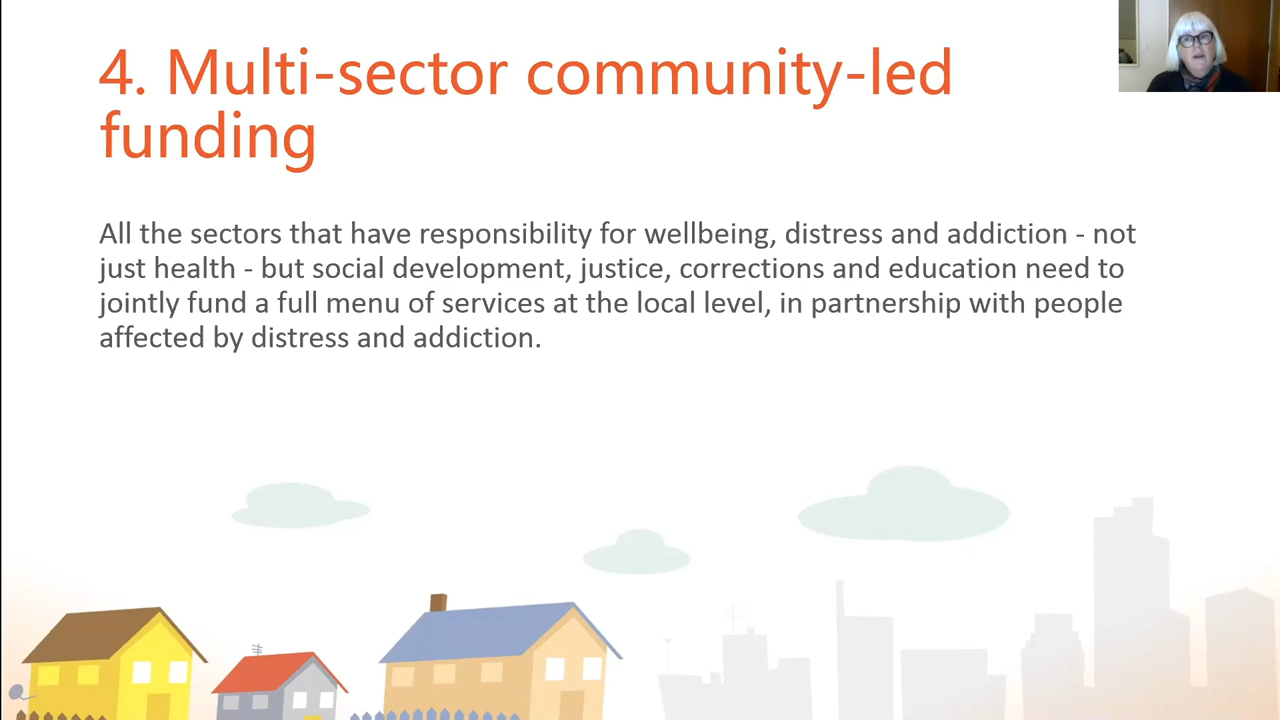 4. Multi-sector community-led
funding
All the sectors that have responsibility for wellbeing, distress and addiction - not
just health - but social development, justice, corrections and education need to
jointly fund a full menu of services at the local level, in partnership with people
affected by distress and addiction.